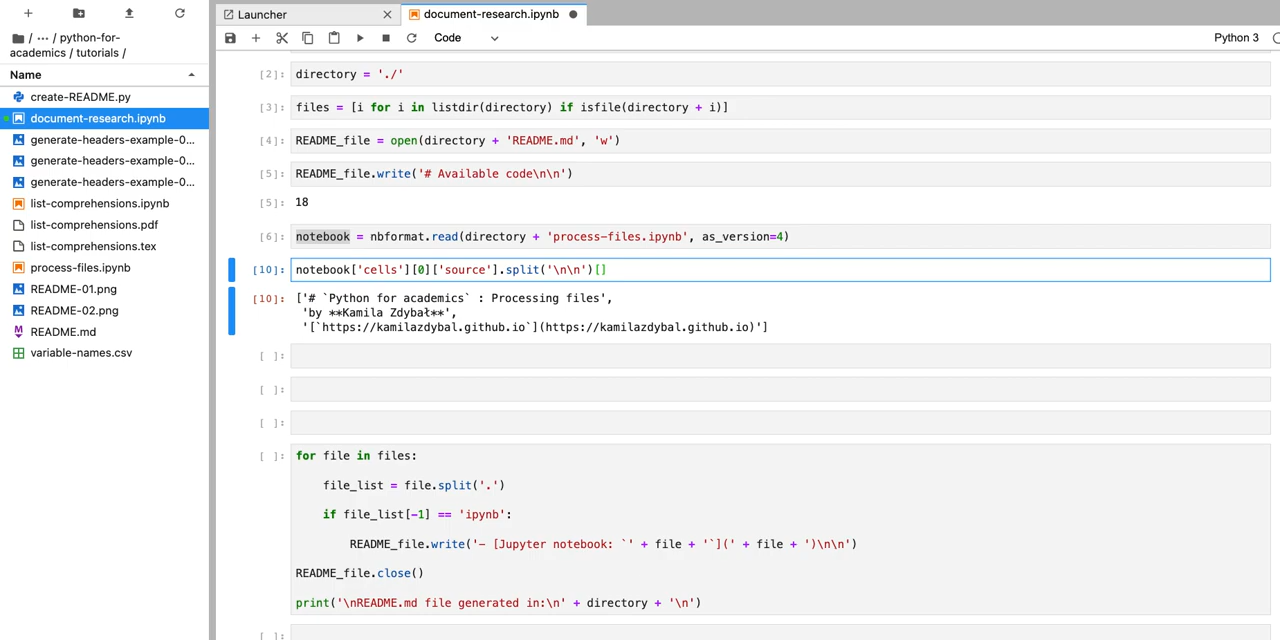 Launcher
document-research.ipynb
/ ··· / python-for-
academics / tutorials /
Code
Python 3
Name
create-README.py
document-research.ipynb
generate-headers-example-0...
generate-headers-example-0...
generate-headers-example-0...
list-comprehensions.ipynb
list-comprehensions.pdf
list-comprehensions.tex
process-files.ipynb
README-01.png
README-02.png
README.md
variable-names.csv
[2]: directory = './'
[3]: files = [i for i in listdir(directory) if isfile(directory + i)]
[4]: README_file = open(directory + 'README.md', 'w')
[5]: README_file.write('# Available code\n\n')
[5]: 18
[6]: notebook = nbformat.read(directory + 'process-files.ipynb', as_version=4)
[10]: notebook['cells'][0]['source'].split('\n\n')[]
[10]: ['# `Python for academics` : Processing files',
'by **Kamila Zdybał**',
'[`https://kamilazdybal.github.io`](https://kamilazdybal.github.io)']
[ ]:
[ ]:
[ ]:
[ ]: for file in files:
file_list = file.split('.')
if file_list[-1] == 'ipynb':
README_file.write('- [Jupyter notebook: `' + file + '`](' + file + ')\n\n')
README_file.close()
print('\nREADME.md file generated in:\n' + directory + '\n')
[ ]: